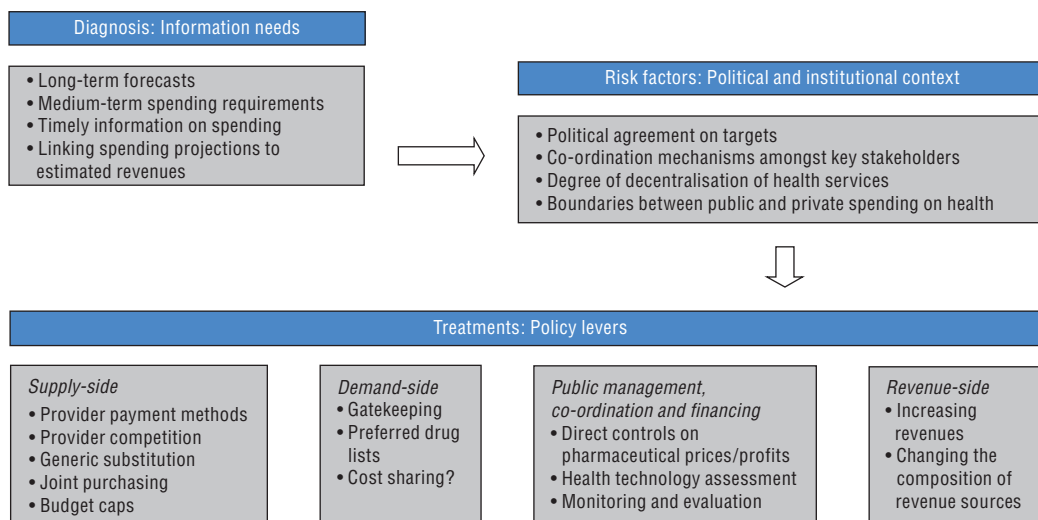 Diagnosis: Information needs
• Long-term forecasts
• Medium-term spending requirements
• Timely information on spending
• Linking spending projections to
estimated revenues
Risk factors: Political and institutional context
• Political agreement on targets
• Co-ordination mechanisms amongst key stakeholders
• Degree of decentralisation of health services
• Boundaries between public and private spending on health
Treatments: Policy levers
Supply-side
• Provider payment methods
• Provider competition
• Generic substitution
• Joint purchasing
• Budget caps
Demand-side
• Gatekeeping
• Preferred drug
lists
• Cost sharing?
Public management,
co-ordination and financing
• Direct controls on
pharmaceutical prices/profits
• Health technology assessment
• Monitoring and evaluation
Revenue-side
• Increasing
revenues
• Changing the
composition of
revenue sources